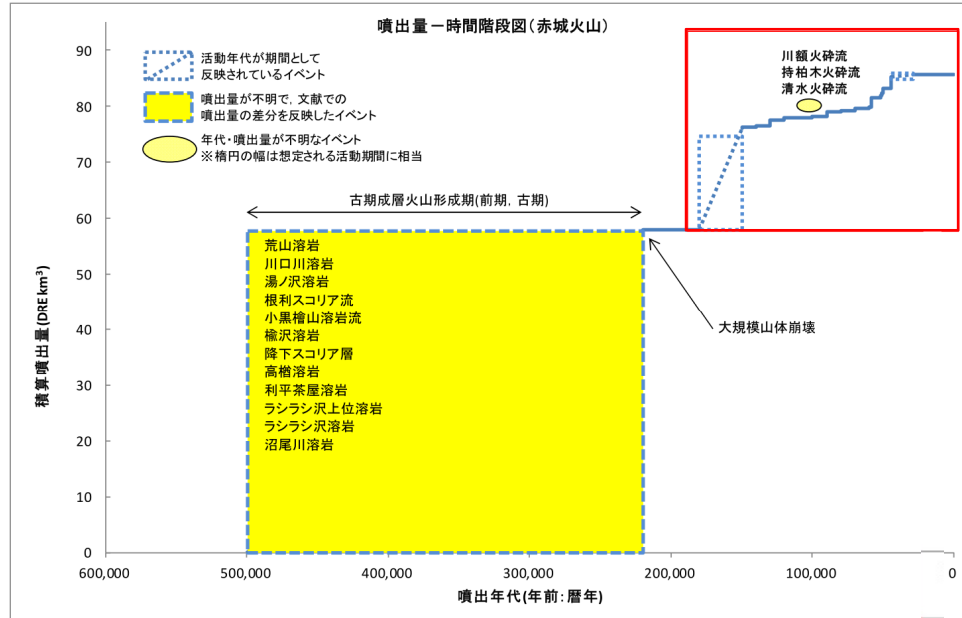 噴出量－時間階段図(赤城火山)
活動年代が期間として
反映されているイベント
噴出量が不明で，文献での
噴出量の差分を反映したイベント
年代・噴出量が不明なイベント
※楕円の幅は想定される活動期間に相当
川額火砕流
持柏木火砕流
清水火砕流
古期成層火山形成期(前期，古期)
荒山溶岩
川口川溶岩
湯ノ沢溶岩
根利スコリア流
小黒檜山溶岩流
楡沢溶岩
降下スコリア層
高楢溶岩
利平茶屋溶岩
ラシラシ沢上位溶岩
ラシラシ沢溶岩
沼尾川溶岩
大規模山体崩壊
積算噴出量(DRE km³)
90
80
70
60
50
40
30
20
10
0
600,000
500,000
400,000
300,000
200,000
100,000
0
噴出年代(年前：暦年)